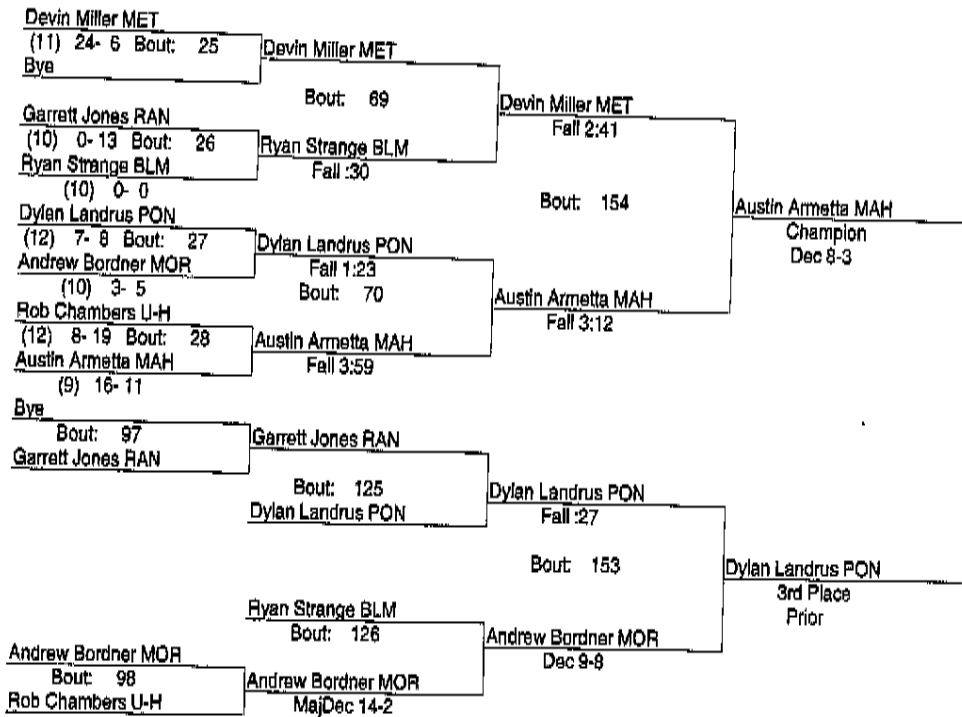 Devin Miller MET
(11) 24- 6 Bout: 25
Bye
Devin Miller MET
Bout: 69
Garrett Jones RAN
(10) 0- 13 Bout: 26
Ryan Strange BLM
(10) 0- 0
Ryan Strange BLM
Fall :30
Devin Miller MET
Fall 2:41
Bout: 154
Dylan Landrus PON
(12) 7- 8 Bout: 27
Andrew Bordner MOR
(10) 3- 5
Dylan Landrus PON
Fall 1:23
Bout: 70
Rob Chambers U-H
(12) 8- 19 Bout: 28
Austin Armetta MAH
(9) 16- 11
Austin Armetta MAH
Fall 3:59
Austin Armetta MAH
Fall 3:12
Austin Armetta MAH
Champion
Dec 8-3
Bye
Bout: 97
Garrett Jones RAN
Garrett Jones RAN
Bout: 125
Dylan Landrus PON
Dylan Landrus PON
Fall :27
Bout: 153
Ryan Strange BLM
Bout: 126
Andrew Bordner MOR
Bout: 98
Rob Chambers U-H
Andrew Bordner MOR
MajDec 14-2
Andrew Bordner MOR
Dec 9-8
Dylan Landrus PON
3rd Place
Prior